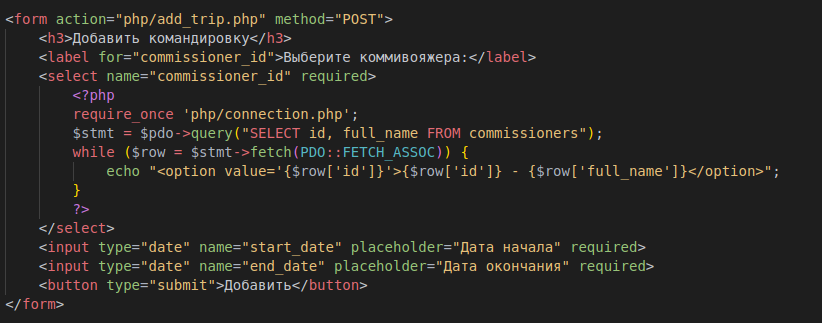 <form action="php/add_trip.php" method="POST">
    <h3>Добавить командировку</h3>
    <label for="commissioner_id">Выберите коммивояжера:</label>
    <select name="commissioner_id" required>
        <?php
        require_once 'php/connection.php';
        $stmt = $pdo->query("SELECT id, full_name FROM commissioners");
        while ($row = $stmt->fetch(PDO::FETCH_ASSOC)) {
            echo "<option value='{$row['id']}'>{$row['id']} - {$row['full_name']}</option>";
        }
        ?>
    </select>
    <input type="date" name="start_date" placeholder="Дата начала" required>
    <input type="date" name="end_date" placeholder="Дата окончания" required>
    <button type="submit">Добавить</button>
</form>